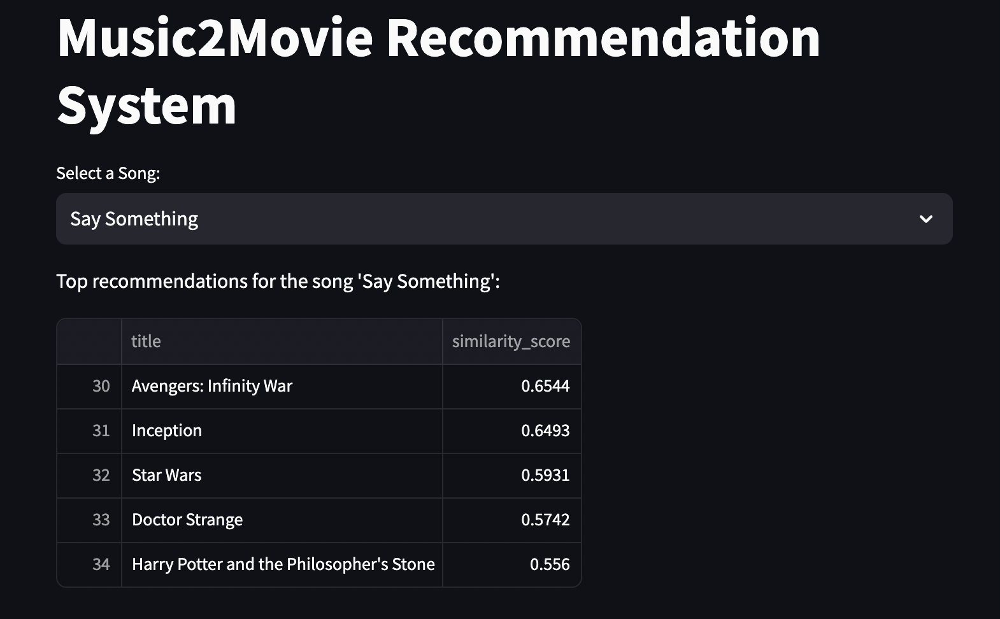 Music2Movie Recommendation
System
Select a Song:
Say Something
Top recommendations for the song 'Say Something':
title similarity_score
30 Avengers: Infinity War 0.6544
31 Inception 0.6493
32 Star Wars 0.5931
33 Doctor Strange 0.5742
34 Harry Potter and the Philosopher's Stone 0.556